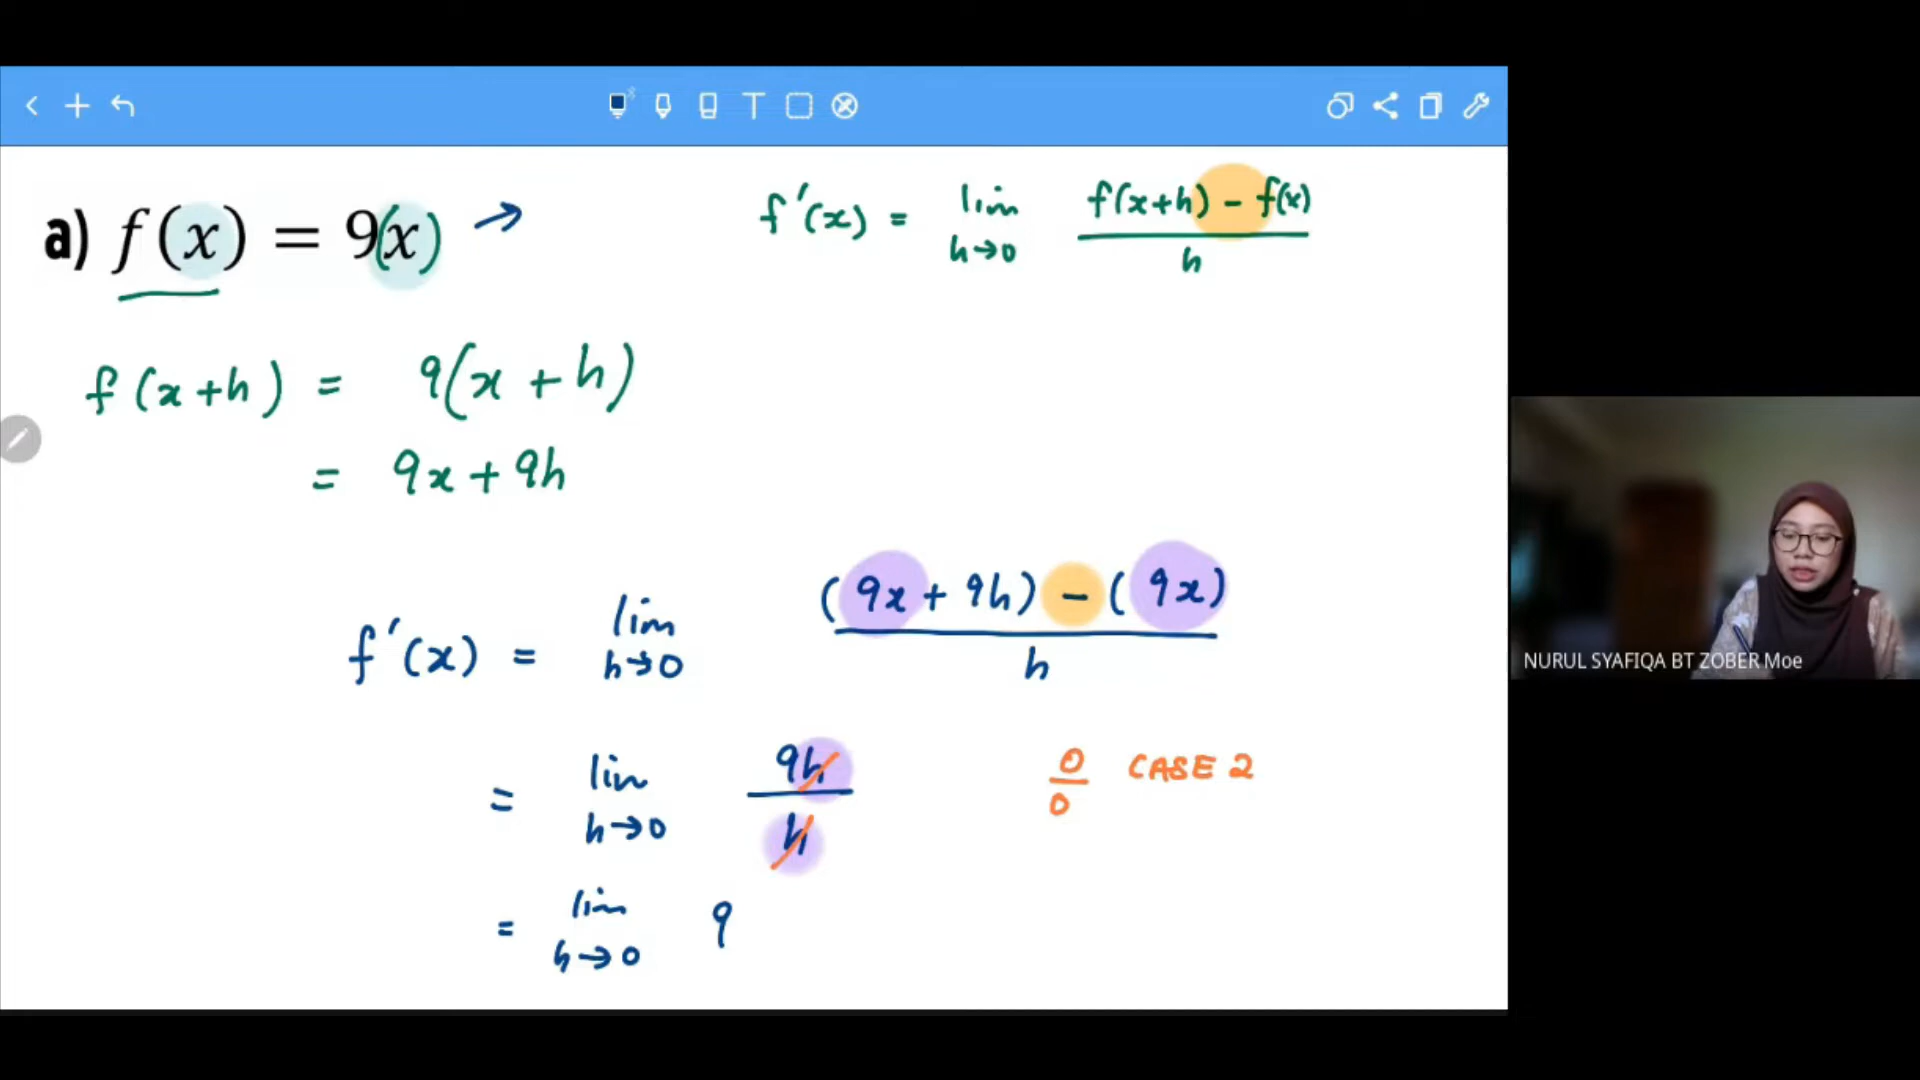 a) f(x) = 9(x) →
f'(x) = lim h→0 f(x+h) - f(x) / h
f(x+h) = 9(x+h)
= 9x + 9h
f'(x) = lim h→0 (9x + 9h) - (9x) / h
= lim h→0 9h / h
0/0 CASE 2
= lim h→0 9
NURUL SYAFIQA BT ZOBER Moe